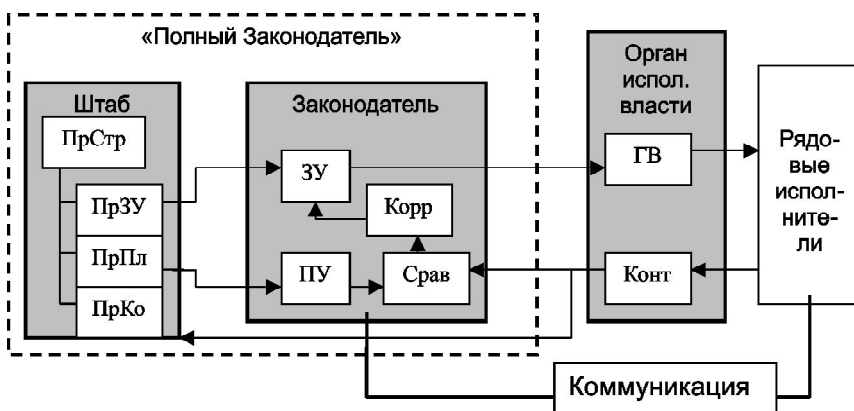 «Полный Законодатель»
Штаб
ПрСтр
ПрЗУ
ПрПл
ПрКо
Законодатель
ЗУ
Корр
ПУ
Срав
Орган
испол.
власти
ГВ
Конт
Рядо-
вые
испол-
ните-
ли
Коммуникация